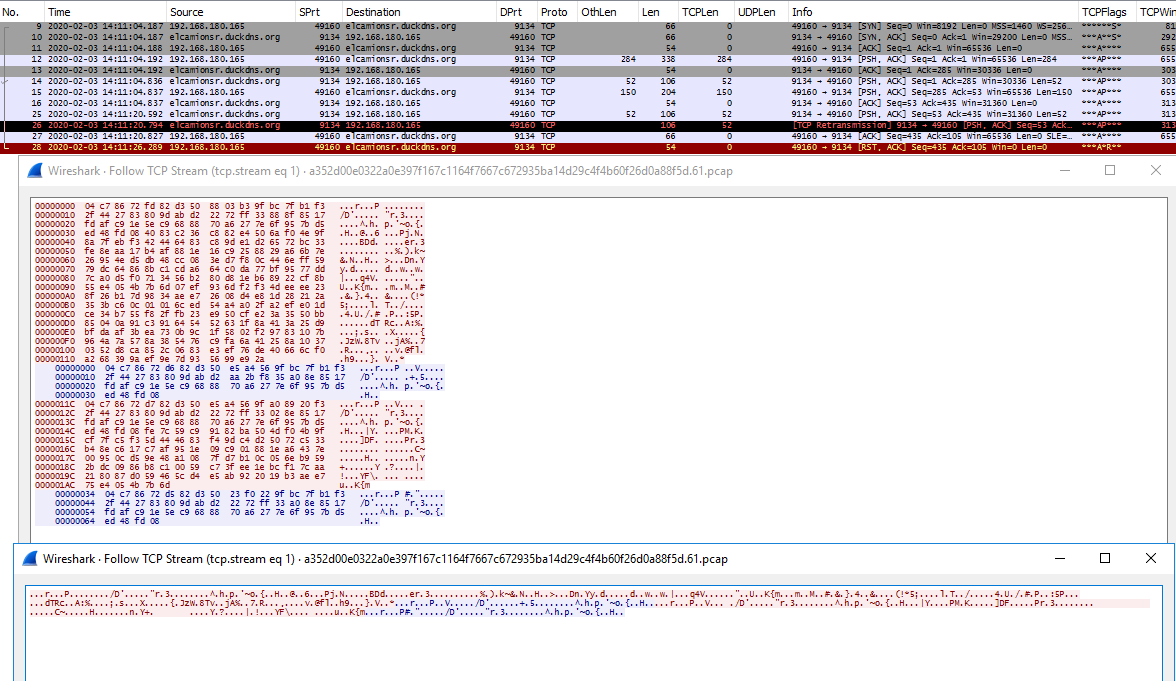 No. Time Source SPrt Destination DPrt Proto OthLen Len TCPLen UDPLen Info TCPFlags TCPWin
9 2020-02-03 14:11:04.187 192.168.180.165 49160 elcamionsr.duckdns.org 9134 TCP 66 0 49160 → 9134 [SYN] Seq=0 Win=8192 Len=0 MSS=1460 WS=256… ******S* 81
10 2020-02-03 14:11:04.188 elcamionsr.duckdns.org 9134 192.168.180.165 49160 TCP 66 0 9134 → 49160 [SYN, ACK] Seq=0 Ack=1 Win=29200 Len=0 MSS… ***A**S* 292
11 2020-02-03 14:11:04.188 192.168.180.165 49160 elcamionsr.duckdns.org 9134 TCP 54 0 49160 → 9134 [ACK] Seq=1 Ack=1 Win=65536 Len=0 ***A**** 655
12 2020-02-03 14:11:04.192 192.168.180.165 49160 elcamionsr.duckdns.org 9134 TCP 284 338 284 49160 → 9134 [PSH, ACK] Seq=1 Ack=1 Win=65536 Len=284 ***AP*** 655
13 2020-02-03 14:11:04.192 elcamionsr.duckdns.org 9134 192.168.180.165 49160 TCP 54 0 9134 → 49160 [ACK] Seq=1 Ack=285 Win=30336 Len=0 ***A**** 303
14 2020-02-03 14:11:04.836 elcamionsr.duckdns.org 9134 192.168.180.165 49160 TCP 52 106 52 9134 → 49160 [PSH, ACK] Seq=1 Ack=285 Win=30336 Len=52 ***AP*** 303
15 2020-02-03 14:11:04.837 192.168.180.165 49160 elcamionsr.duckdns.org 9134 TCP 150 204 150 49160 → 9134 [PSH, ACK] Seq=285 Ack=53 Win=65536 Len=150 ***AP*** 655
16 2020-02-03 14:11:04.837 elcamionsr.duckdns.org 9134 192.168.180.165 49160 TCP 54 0 9134 → 49160 [ACK] Seq=53 Ack=435 Win=31360 Len=0 ***A**** 313
25 2020-02-03 14:11:20.592 elcamionsr.duckdns.org 9134 192.168.180.165 49160 TCP 52 106 52 9134 → 49160 [PSH, ACK] Seq=53 Ack=435 Win=31360 Len=52 ***AP*** 313
26 2020-02-03 14:11:20.794 elcamionsr.duckdns.org 9134 192.168.180.165 49160 TCP 106 52 [TCP Retransmission] 9134 → 49160 [PSH, ACK] Seq=53 Ack… ***AP*** 313
27 2020-02-03 14:11:20.827 192.168.180.165 49160 elcamionsr.duckdns.org 9134 TCP 66 0 49160 → 9134 [ACK] Seq=435 Ack=105 Win=65536 Len=0 SLE=… ***A**** 655
28 2020-02-03 14:11:26.289 192.168.180.165 49160 elcamionsr.duckdns.org 9134 TCP 54 0 49160 → 9134 [RST, ACK] Seq=435 Ack=105 Win=0 Len=0 ***A*R**
Wireshark · Follow TCP Stream (tcp.stream eq 1) · a352d00e0322a0e397f167c1164f7667c672935ba14d29c4f4b60f26d0a88f5d.61.pcap
00000000 04 c7 86 72 fd 82 d3 50 88 03 b3 9f bc 7f b1 f3 ...r...P ........
00000010 2f 44 27 83 80 9d ab d2 22 72 ff 33 88 8f 85 17 /D'..... "r.3....
00000020 fd af c9 1e 5e c9 68 88 70 a6 27 7e 6f 95 7b d5 ....^.h. p.'~o.{.
00000030 ed 48 fd 08 40 83 c2 36 c8 82 e4 50 6a f0 4e 9f .H..@..6 ...Pj.N.
00000040 8a 7f eb f3 42 44 64 83 c8 9d e1 d2 65 72 bc 33 ....BDd. ....er.3
00000050 fe 8e aa 17 b4 af 88 1e 16 c9 25 88 29 a6 6b 7e ........ ..%.).k~
00000060 26 95 4e d5 db 48 cc 08 3e d7 f8 0c 44 6e ff 59 &.N..H.. >...Dn.Y
00000070 79 dc 64 86 8b c1 cd a6 64 c0 da 77 bf 95 77 dd y.d..... d..w..w.
00000080 7c a0 d5 f0 71 34 56 b2 80 d8 1e b6 89 22 cf 8b |...q4V. ....."..
00000090 55 e4 05 4b 7b 6d 07 ef 93 6d f2 f3 4d ee ee 23 U..K{m.. .m..M..#
000000A0 8f 26 b1 7d 98 34 ae e7 26 08 d4 e8 1d 28 21 2a .&.}.4.. &....(!*
000000B0 35 3b c6 0c 01 01 6c ed 54 a4 a0 2f a2 ef e0 1d 5;....l. T../....
000000C0 ce 34 b7 55 f8 2f fb 23 e9 50 cf e2 3a 35 50 bb .4.U./.# .P..:5P.
000000D0 85 04 0a 91 c3 91 64 54 52 63 1f 8a 41 3a 25 d9 ......dT Rc..A:%.
000000E0 bf da af 3b ea 73 0b 9c 1f 58 02 f2 97 83 10 7b ...;.s.. .X.....{
000000F0 96 4a 7a 57 8a 38 54 76 c9 fa 6a 41 25 8a 10 37 .JzW.8Tv ..jA%..7
00000100 03 52 d8 ca 85 2c 06 83 e3 ef 76 de 40 66 6c f0 .R...,.. ..v.@fl.
00000110 a2 68 39 9a ef 9e 7d 93 56 99 e9 2a .h9...}. V..*
00000000 04 c7 86 72 d6 82 d3 50 e5 a4 56 9f bc 7f b1 f3 ...r...P ..V.....
00000010 2f 44 27 83 80 9d ab d2 aa 2b f8 35 a0 8e 85 17 /D'..... .+.5....
00000020 fd af c9 1e 5e c9 68 88 70 a6 27 7e 6f 95 7b d5 ....^.h. p.'~o.{.
00000030 ed 48 fd 08 .H..
0000011C 04 c7 86 72 d7 82 d3 50 e5 a4 56 9f a0 89 20 f3 ...r...P ..V... .
0000012C 2f 44 27 83 80 9d ab d2 22 72 ff 33 02 8e 85 17 /D'..... "r.3....
0000013C fd af c9 1e 5e c9 68 88 70 a6 27 7e 6f 95 7b d5 ....^.h. p.'~o.{.
0000014C ed 48 fd 08 fe 7c 59 c9 91 82 ba 50 4d f0 4b 9f .H...|Y. ...PM.K.
0000015C cf 7f c5 f3 5d 44 46 83 f4 9d c4 d2 50 72 c5 33 ....]DF. ....Pr.3
0000016C b4 8e c6 17 c7 af 95 1e 09 c9 01 88 1e a6 43 7e ........ ......C~
0000017C 00 95 0c d5 9e 48 a1 08 7f d7 b1 0c 05 6e b9 59 .....H.. .....n.Y
0000018C 2b dc 09 86 b8 c1 00 59 c7 3f ee 1e bc f1 7c aa +......Y .?....|.
0000019C 21 80 87 d0 59 46 5c d4 e5 ab 92 20 19 b3 ae e7 !...YF\. ... ....
000001AC 75 e4 05 4b 7b 6d u..K{m
00000034 04 c7 86 72 d5 82 d3 50 23 f0 22 9f bc 7f b1 f3 ...r...P #.".....
00000044 2f 44 27 83 80 9d ab d2 22 72 ff 33 a0 8e 85 17 /D'..... "r.3....
00000054 fd af c9 1e 5e c9 68 88 70 a6 27 7e 6f 95 7b d5 ....^.h. p.'~o.{.
00000064 ed 48 fd 08 .H..
Wireshark · Follow TCP Stream (tcp.stream eq 1) · a352d00e0322a0e397f167c1164f7667c672935ba14d29c4f4b60f26d0a88f5d.61.pcap
...r...P......../D'....."r.3........^.h.p.'~o.{..H..@..6...Pj.N.....BDd.....er.3..........%.).k~&.N..H..>...Dn.Yy.d.....d..w..w.|...q4V......"..U..K{m...m..M..#.&.}.4..&....(!*5;....l.T../.....4.U./.#.P..:5P...
...dTRc..A:%....;.s...X.....{.JzW.8Tv..jA%..7.R...,....v.@fl..h9...}.V..*...r...P..V...../D'......+.5........^.h.p.'~o.{..H.....r...P..V... ./D'....."r.3........^.h.p.'~o.{..H...|Y....PM.K.....]DF.....Pr.3........
......C~.....H.......n.Y+......Y.?....|.!...YF\.... ....u..K{m...r...P#."...../D'....."r.3........^.h.p.'~o.{..H..